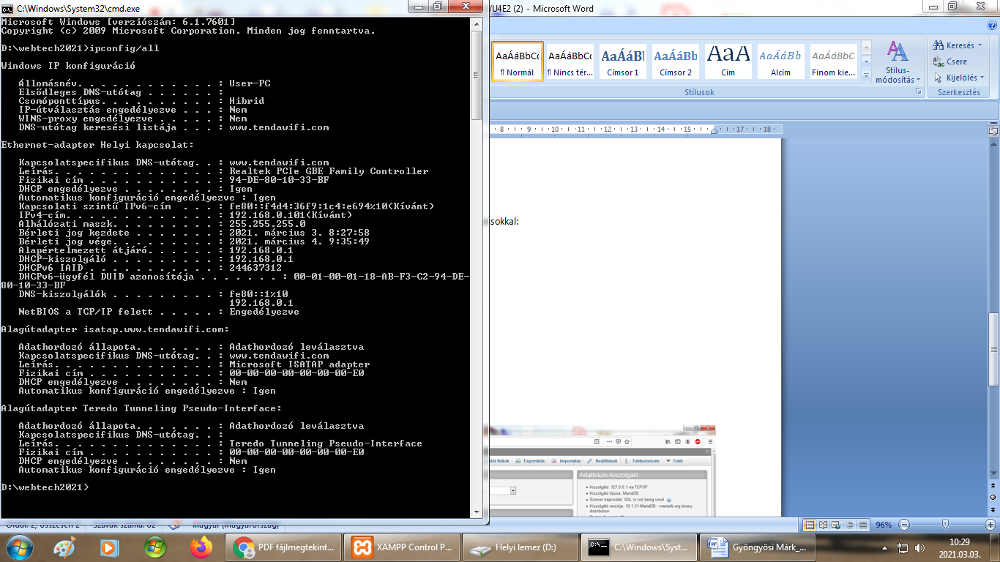 C:\Windows\System32\cmd.exe
Microsoft Windows [verziószám: 6.1.7601]
Copyright (c) 2009 Microsoft Corporation. Minden jog fenntartva.
D:\webtech2021>ipconfig/all
Windows IP konfiguráció
Állomásnév. . . . . . . . . . . . : User-PC
Elsődleges DNS-utótag . . . . . . :
Csomóponttípus. . . . . . . . . . : Hibrid
IP-útválasztás engedélyezve . . . : Nem
WINS-proxy engedélyezve . . . . . : Nem
DNS-utótag keresési listája . . . : www.tendawifi.com
Ethernet-adapter Helyi kapcsolat:
Kapcsolatspecifikus DNS-utótag. . : www.tendawifi.com
Leírás. . . . . . . . . . . . . . : Realtek PCIe GBE Family Controller
Fizikai cím . . . . . . . . . . . : 94-DE-80-10-33-BF
DHCP engedélyezve . . . . . . . . : Igen
Automatikus konfiguráció engedélyezve : Igen
Kapcsolati szintű IPv6-cím . . . . : fe80::f4d4:36f9:1c4:e694%10(Kívánt)
IPv4-cím. . . . . . . . . . . . . : 192.168.0.101(Kívánt)
Alhálózati maszk. . . . . . . . . : 255.255.255.0
Bérleti jog kezdete . . . . . . . : 2021. március 3. 8:27:58
Bérleti jog vége. . . . . . . . . : 2021. március 4. 9:35:49
Alapértelmezett átjáró. . . . . . : 192.168.0.1
DHCP-kiszolgáló . . . . . . . . . : 192.168.0.1
DHCPv6 IAID . . . . . . . . . . . : 244637312
DHCPv6-ügyfél DUID azonosítója . . . . . . . . : 00-01-00-01-18-AB-F3-C2-94-DE-
80-10-33-BF
DNS-kiszolgálók . . . . . . . . . : fe80::1%10
192.168.0.1
NetBIOS a TCP/IP felett . . . . . : Engedélyezve
Alagútadapter isatap.www.tendawifi.com:
Adathordozó állapota. . . . . . . : Adathordozó leválasztva
Kapcsolatspecifikus DNS-utótag. . : www.tendawifi.com
Leírás. . . . . . . . . . . . . . : Microsoft ISATAP adapter
Fizikai cím . . . . . . . . . . . : 00-00-00-00-00-00-00-E0
DHCP engedélyezve . . . . . . . . : Nem
Automatikus konfiguráció engedélyezve : Igen
Alagútadapter Teredo Tunneling Pseudo-Interface:
Adathordozó állapota. . . . . . . : Adathordozó leválasztva
Kapcsolatspecifikus DNS-utótag. . :
Leírás. . . . . . . . . . . . . . : Teredo Tunneling Pseudo-Interface
Fizikai cím . . . . . . . . . . . : 00-00-00-00-00-00-00-E0
DHCP engedélyezve . . . . . . . . : Nem
Automatikus konfiguráció engedélyezve : Igen
D:\webtech2021>
WU4E2 (2) - Microsoft Word
AaÁáBbCc AaÁáBbCc AaÁáBl AaÁáBb AaÁ AaÁáBb AaÁáBbC
¶ Normál ¶ Nincs tér... Címsor 1 Címsor 2 Cím Alcím Finom kie...
Stílus-
módosítás
Stílusok
Keresés
Csere
Kijelölés
Szerkesztés
8 9 10 11 12 13 14 15 17 18
sokkal:
Exportálás Importálás Beállítások Többszörözés Több
Adatbázis-kiszolgáló
Kiszolgáló: 127.0.0.1 via TCP/IP
Kiszolgáló típusa: MariaDB
Szerver kapcsolat: SSL is not being used
Kiszolgáló verziója: 10.1.31-MariaDB - mariadb.org binary
distribution
Oldal: 2, összesen 2 Szavak száma: 62 magyar (Magyarország)
96%
PDF fájlmegtekint... XAMPP Control P... Helyi lemez (D:) C:\Windows\Syst... Gyöngyösi Márk_...
10:29
2021.03.03.